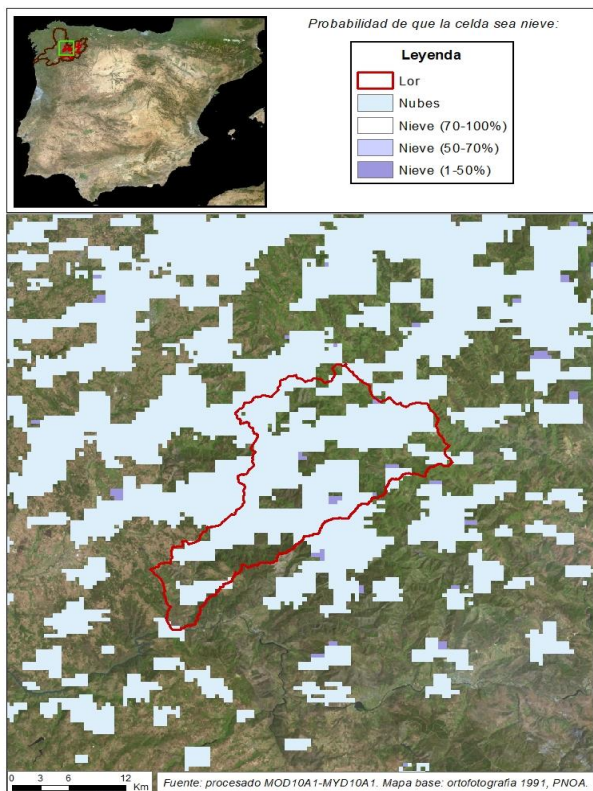 Probabilidad de que la celda sea nieve:
Leyenda
Lor
Nubes
Nieve (70-100%)
Nieve (50-70%)
Nieve (1-50%)
0 3 6 12
Km
Fuente: procesado MOD10A1-MYD10A1. Mapa base: ortofotografía 1991, PNOA.